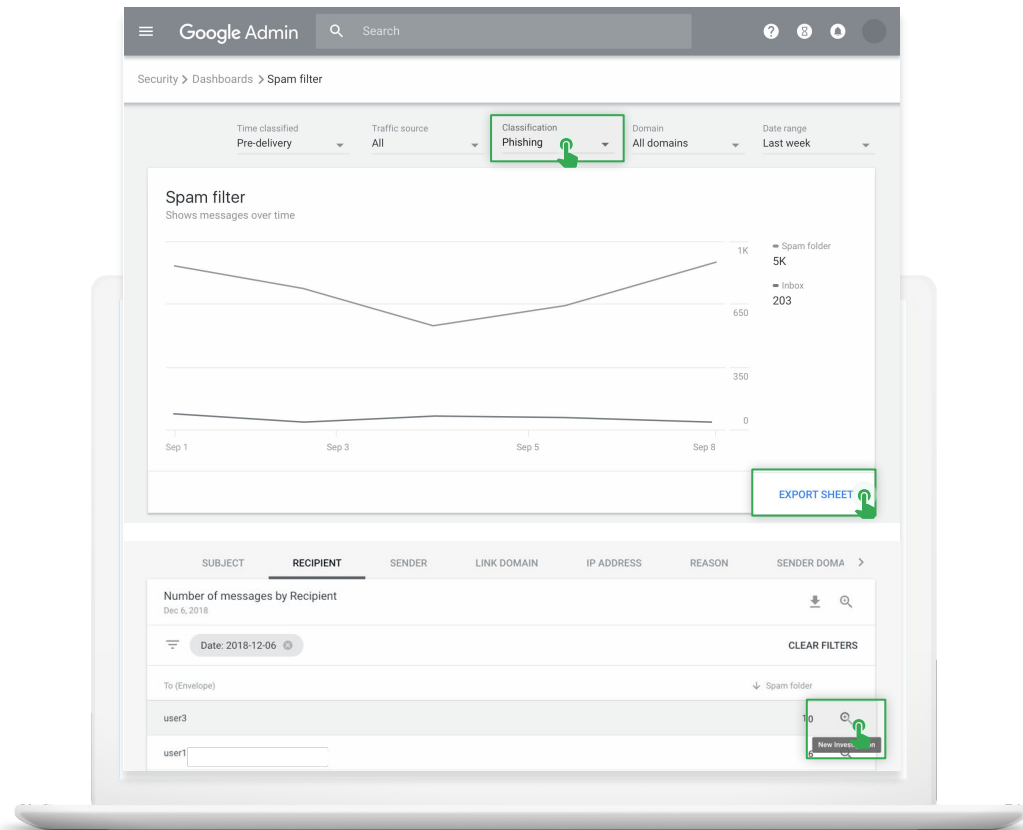 Google Admin
Search
Security > Dashboards > Spam filter
Time classified
Pre-delivery
Traffic source
All
Classification
Phishing
Domain
All domains
Date range
Last week
Spam filter
Shows messages over time
1K
650
350
0
Sep 1
Sep 3
Sep 5
Sep 8
Spam folder
5K
Inbox
203
EXPORT SHEET
SUBJECT RECIPIENT SENDER LINK DOMAIN IP ADDRESS REASON SENDER DOMA
Number of messages by Recipient
Dec 6, 2018
Date: 2018-12-06
CLEAR FILTERS
To (Envelope) Spam folder
user3 10
New
user1 6